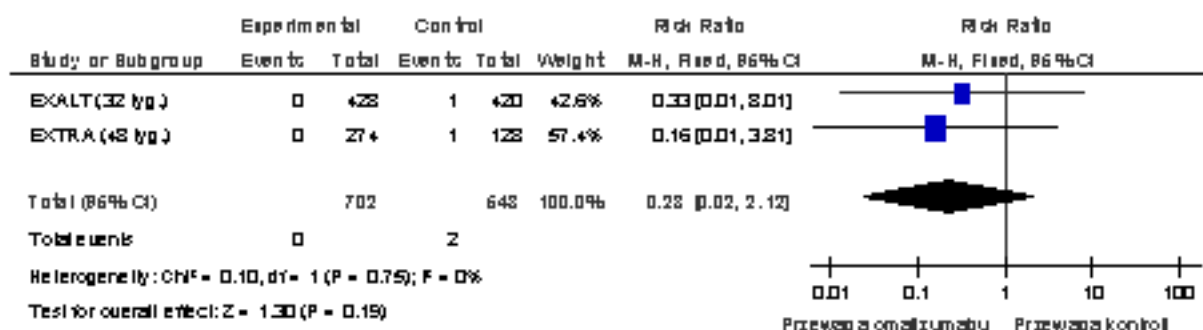 Experimental Control Risk Ratio Risk Ratio
Study or Subgroup Events Total Events Total Weight M-H, Fixed, 95% CI M-H, Fixed, 95% CI
EXALT (32 tyg.) 0 428 1 420 42.6% 0.33 [0.01, 8.01]
EXTRA (48 tyg.) 0 274 1 128 57.4% 0.16 [0.01, 3.81]
Total (95% CI) 702 548 100.0% 0.23 [0.02, 2.12]
Total events 0 2
Heterogeneity: Chi² = 0.10, df = 1 (P = 0.75); I² = 0%
Test for overall effect: Z = 1.30 (P = 0.19)
0.01 0.1 1 10 100
Przewaga omalizumabu Przewaga kontroli